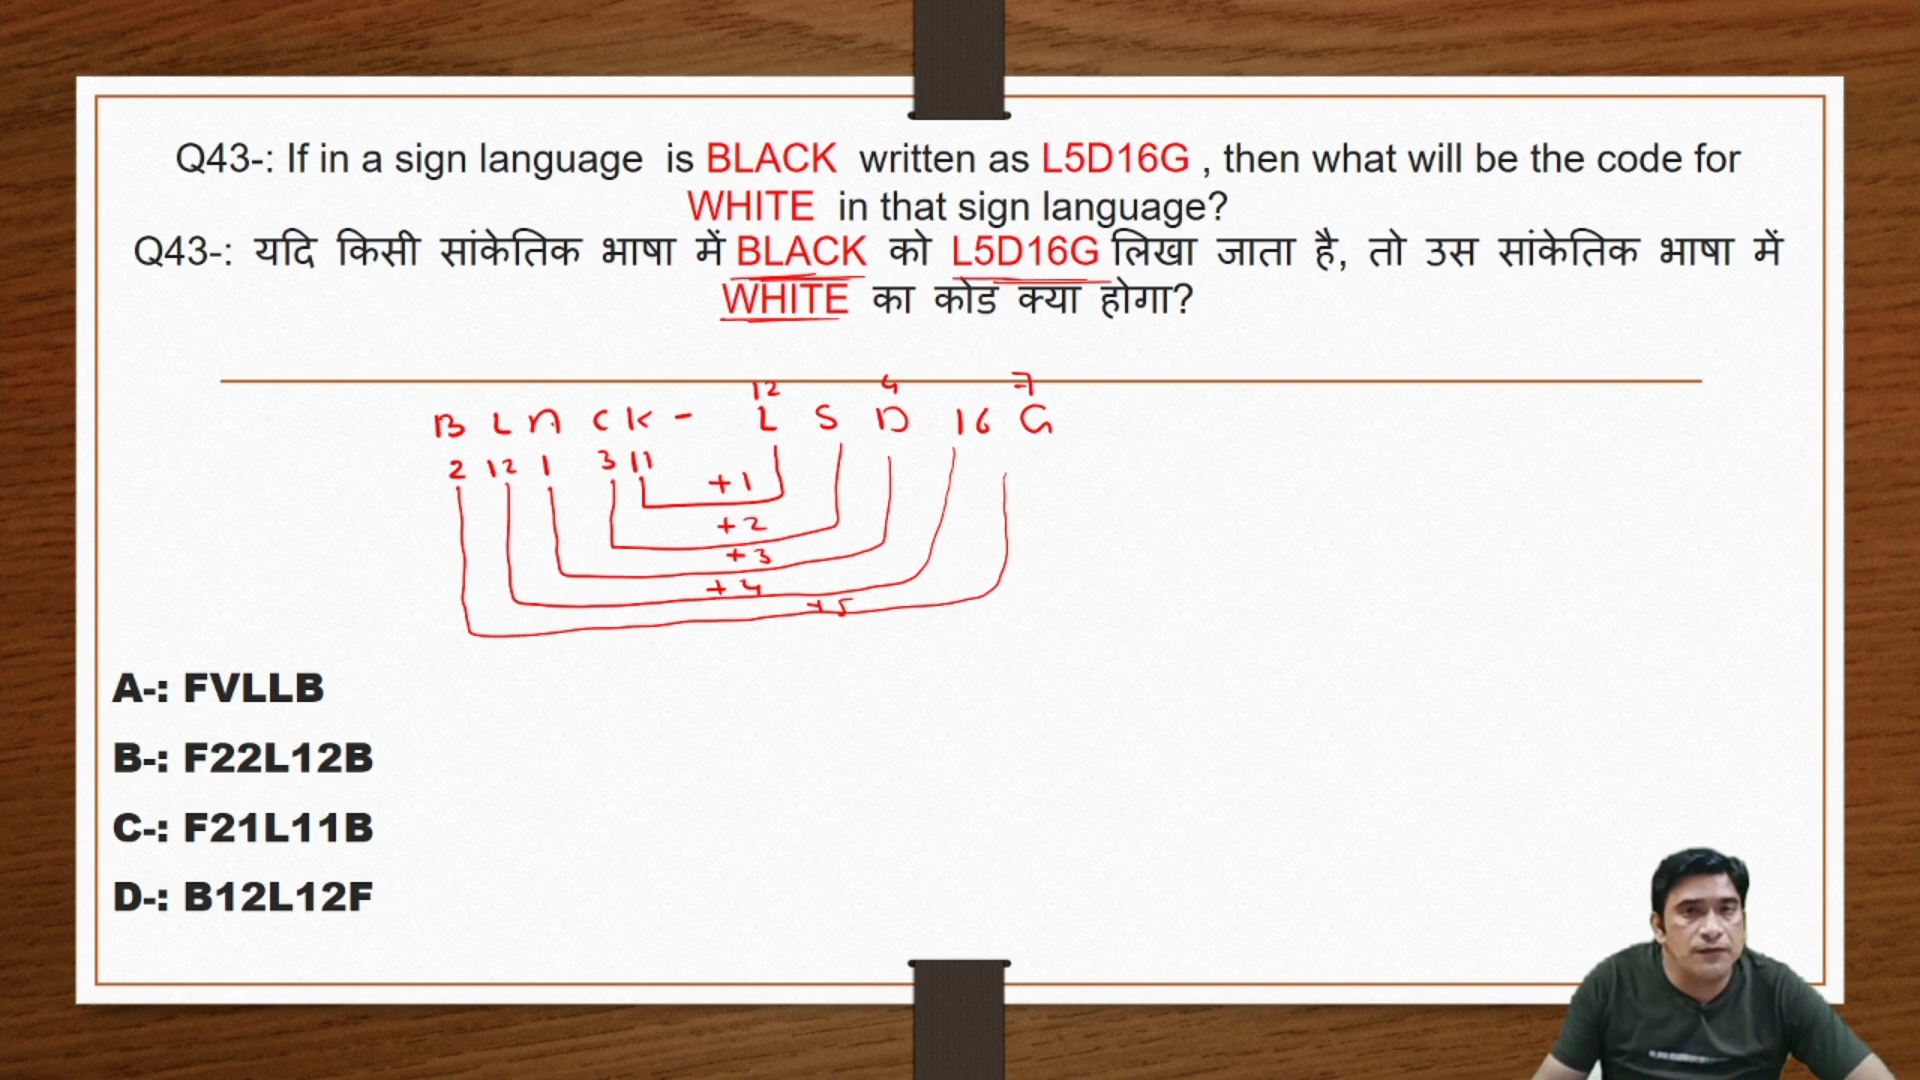 Q43-: If in a sign language is BLACK written as L5D16G , then what will be the code for
WHITE in that sign language?
Q43-: यदि किसी सांकेतिक भाषा में BLACK को L5D16G लिखा जाता है, तो उस सांकेतिक भाषा में
WHITE का कोड क्या होगा?
12 4 7
B L A C K - L 5 D 16 G
2 12 1 3 11
+1
+2
+3
+4
+5
A-: FVLLB
B-: F22L12B
C-: F21L11B
D-: B12L12F